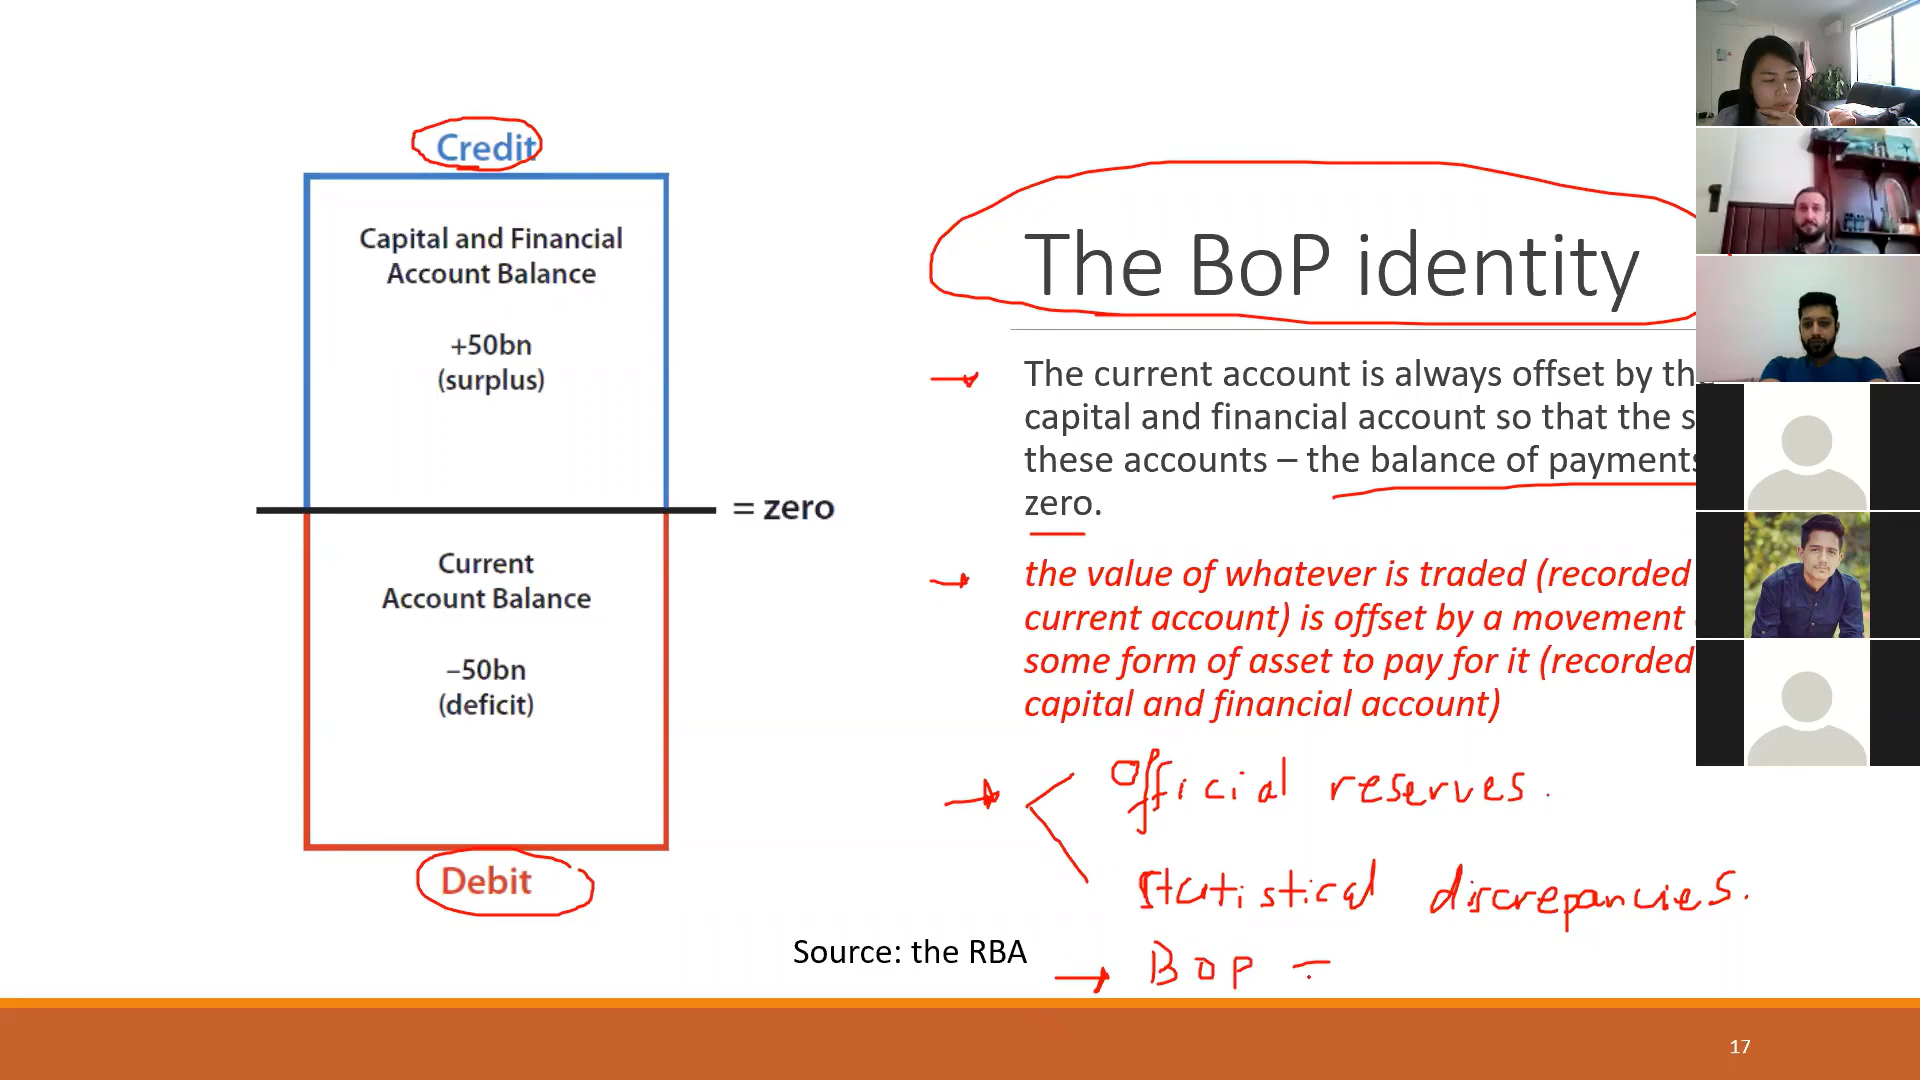 Credit
Capital and Financial
Account Balance
+50bn
(surplus)
= zero
Current
Account Balance
–50bn
(deficit)
Debit
The BoP identity
The current account is always offset by the
capital and financial account so that the
these accounts – the balance of payments
zero.
the value of whatever is traded (recorded
current account) is offset by a movement
some form of asset to pay for it (recorded
capital and financial account)
Official reserves.
Statistical discrepancies.
BOP =
Source: the RBA
17